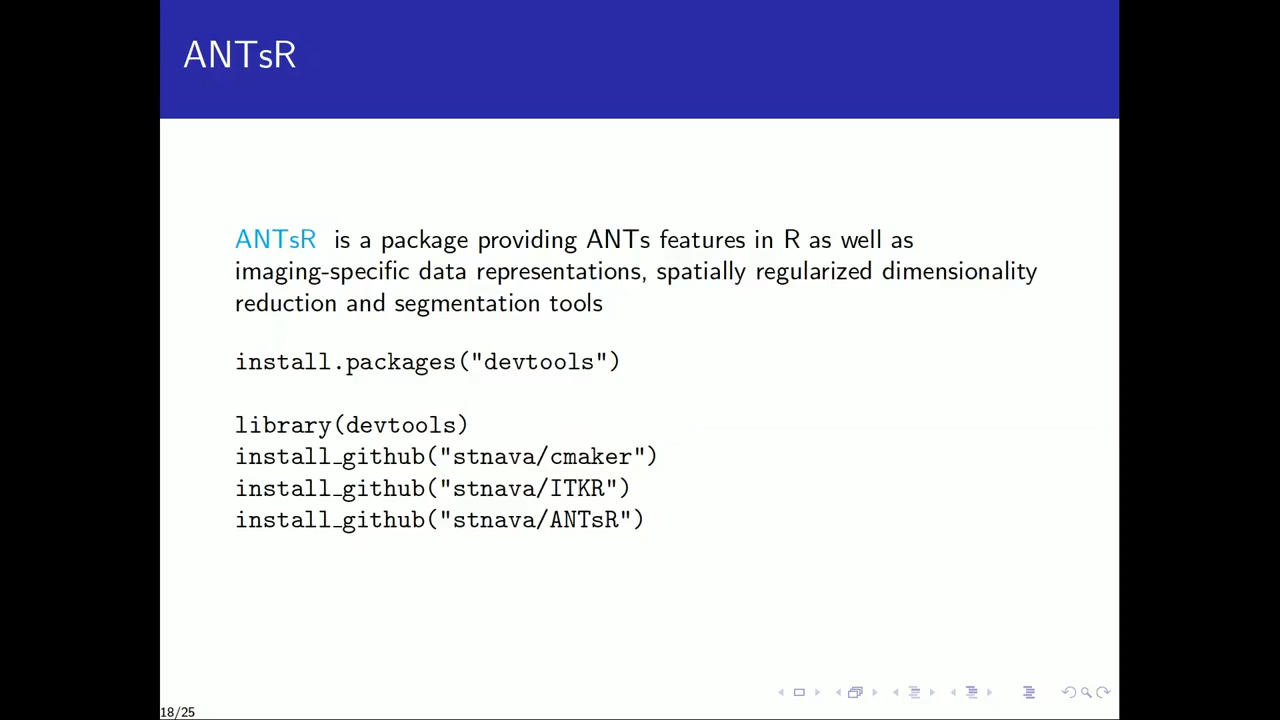 ANTsR
ANTsR is a package providing ANTs features in R as well as
imaging-specific data representations, spatially regularized dimensionality
reduction and segmentation tools
install.packages("devtools")
library(devtools)
install_github("stnava/cmaker")
install_github("stnava/ITKR")
install_github("stnava/ANTsR")
18/25